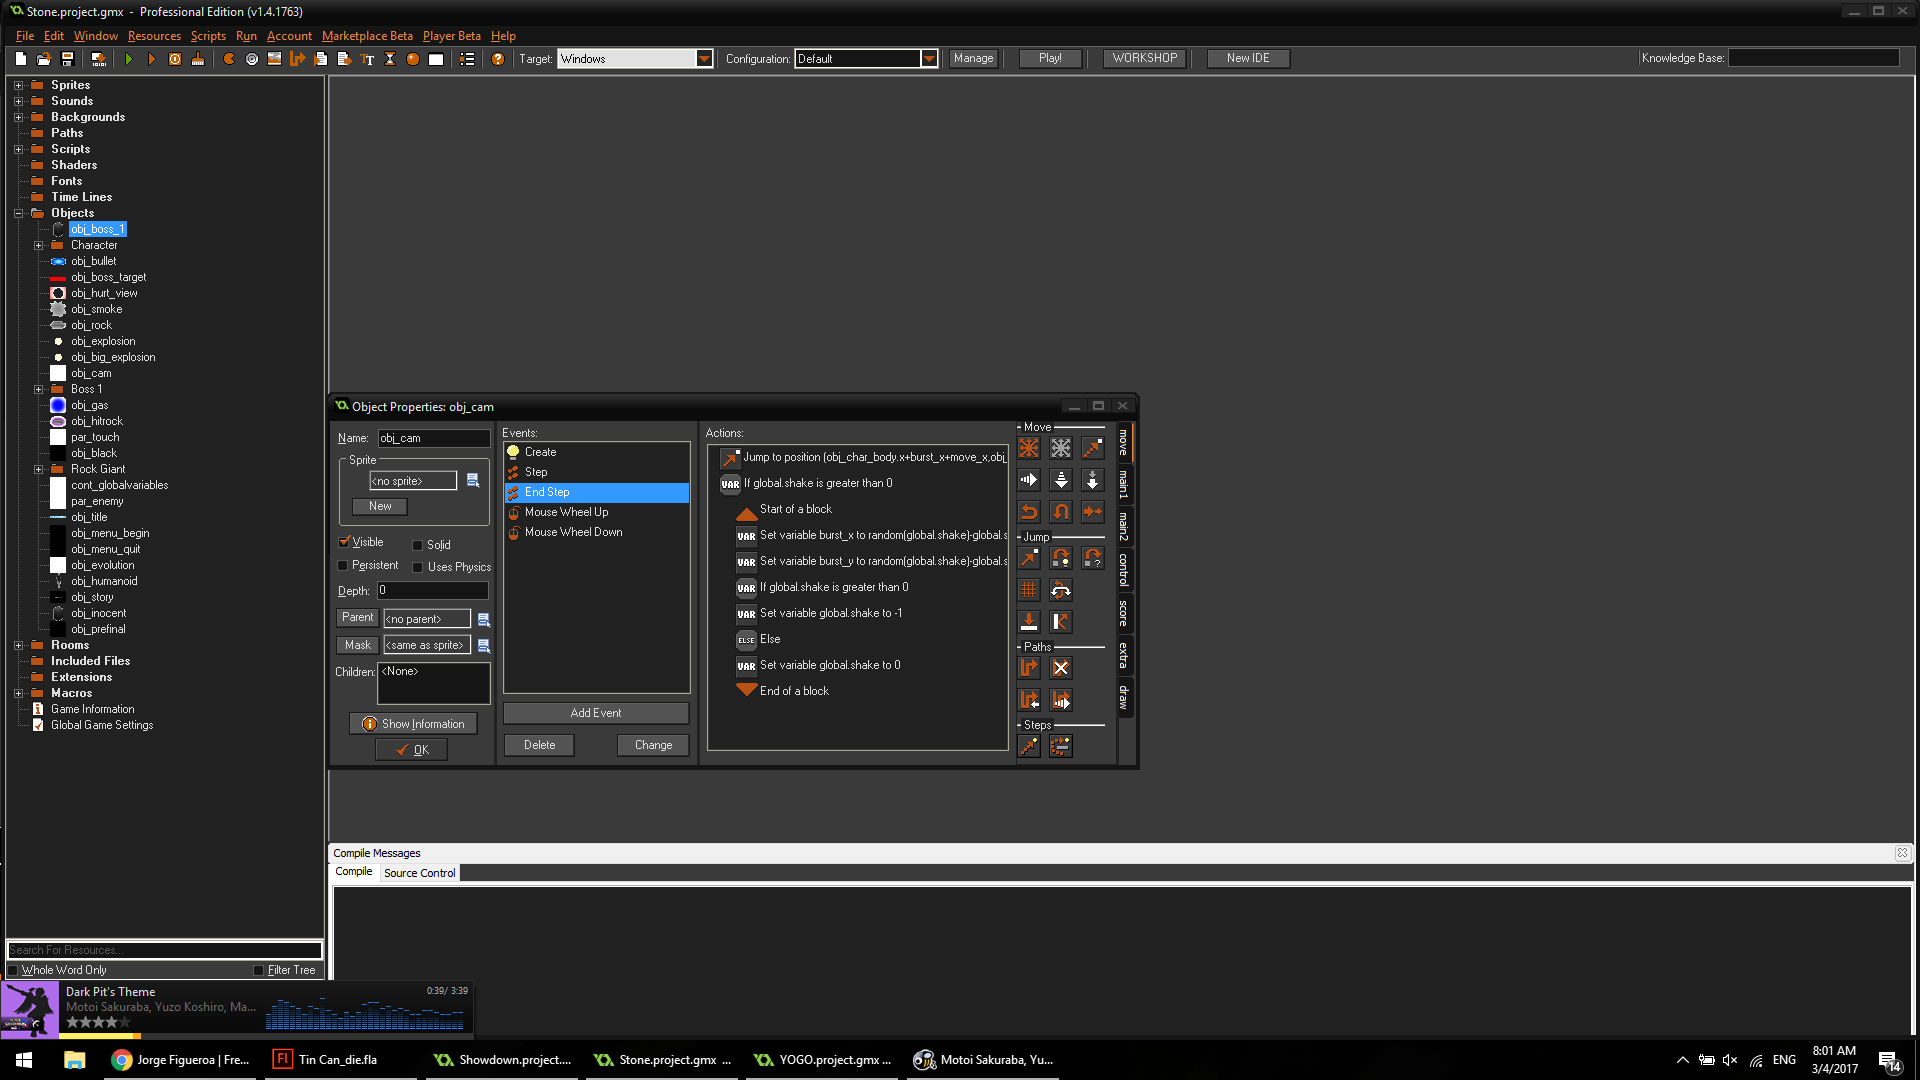 Stone.project.gmx  -  Professional Edition (v1.4.1763)
File Edit Window Resources Scripts Run Account Marketplace Beta Player Beta Help
Target: Windows Configuration: Default Manage Play! WORKSHOP New IDE Knowledge Base:
Sprites
Sounds
Backgrounds
Paths
Scripts
Shaders
Fonts
Time Lines
Objects
obj_boss_1
Character
obj_bullet
obj_boss_target
obj_hurt_view
obj_smoke
obj_rock
obj_explosion
obj_big_explosion
obj_cam
Boss 1
obj_gas
obj_hitrock
par_touch
obj_black
Rock Giant
cont_globalvariables
par_enemy
obj_title
obj_menu_begin
obj_menu_quit
obj_evolution
obj_humanoid
obj_story
obj_inocent
obj_prefinal
Rooms
Included Files
Extensions
Macros
Game Information
Global Game Settings
Search For Resources...
Whole Word Only Filter Tree
Object Properties: obj_cam
Name: obj_cam
Sprite
<no sprite>
New
Visible Solid
Persistent Uses Physics
Depth: 0
Parent <no parent>
Mask <same as sprite>
Children: <None>
Show Information
OK
Events:
Create
Step
End Step
Mouse Wheel Up
Mouse Wheel Down
Add Event
Delete Change
Actions:
Jump to position (obj_char_body.x+burst_x+move_x,obj_
VAR If global.shake is greater than 0
Start of a block
VAR Set variable burst_x to random(global.shake)-global.s
VAR Set variable burst_y to random(global.shake)-global.s
VAR If global.shake is greater than 0
VAR Set variable global.shake to -1
ELSE Else
VAR Set variable global.shake to 0
End of a block
Move
Jump
Paths
Steps
move
main1
main2
control
score
extra
draw
Compile Messages
Compile Source Control
Dark Pit's Theme 0:39/ 3:39
Motoi Sakuraba, Yuzo Koshiro, Ma...
Jorge Figueroa | Fre... Tin Can_die.fla Showdown.project.... Stone.project.gmx ... YOGO.project.gmx ... Motoi Sakuraba, Yu... ENG 8:01 AM
3/4/2017 14